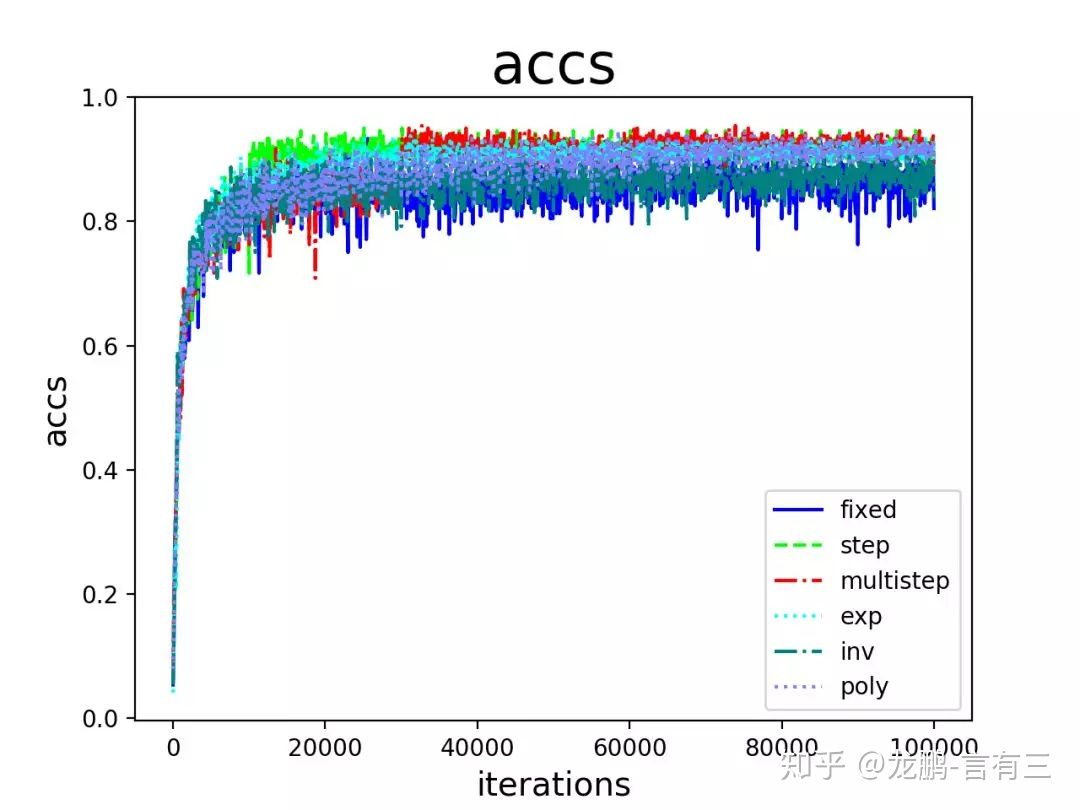 accs
1.0
0.8
0.6
0.4
0.2
0.0
accs
fixed
step
multistep
exp
inv
poly
0 20000 40000 60000 80000 100000
iterations
知乎 @龙鹏-言有三